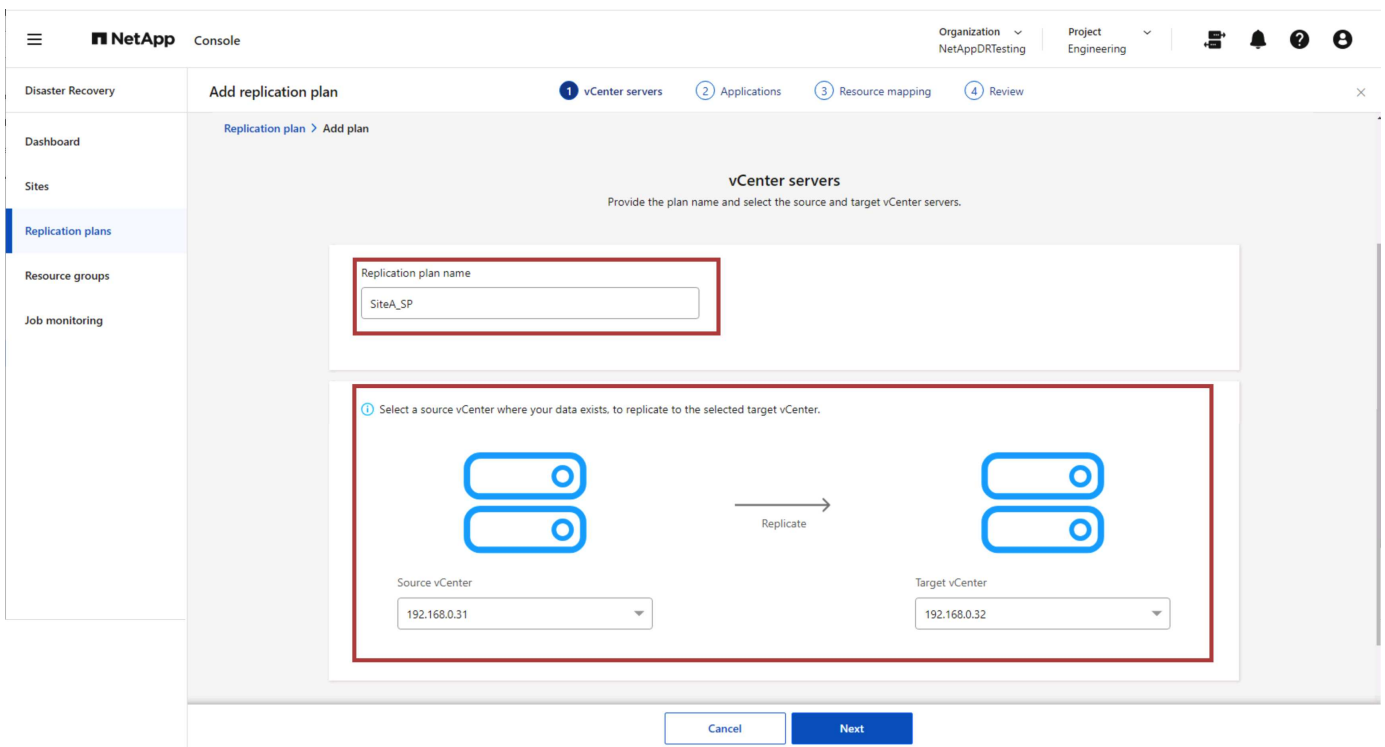 NetApp Console
Organization
NetAppDRTesting
Project
Engineering
Disaster Recovery
Add replication plan
1 vCenter servers
2 Applications
3 Resource mapping
4 Review
Dashboard
Sites
Replication plans
Resource groups
Job monitoring
Replication plan > Add plan
vCenter servers
Provide the plan name and select the source and target vCenter servers.
Replication plan name
SiteA_SP
Select a source vCenter where your data exists, to replicate to the selected target vCenter.
Replicate
Source vCenter
192.168.0.31
Target vCenter
192.168.0.32
Cancel
Next